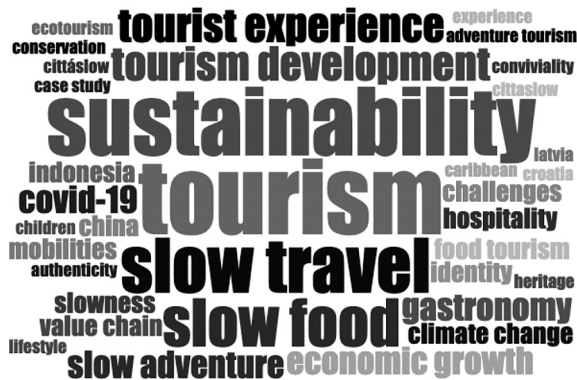 ecotourism
tourist experience
experience
conservation
adventure tourism
cittáslow
tourism development
conviviality
case study
cittaslow
sustainability
latvia
indonesia
tourism
caribbean
croatia
covid-19
challenges
children
china
hospitality
mobilities
slow travel
food tourism
authenticity
identity
heritage
slowness
slow food
gastronomy
value chain
climate change
lifestyle
slow adventure
economic growth